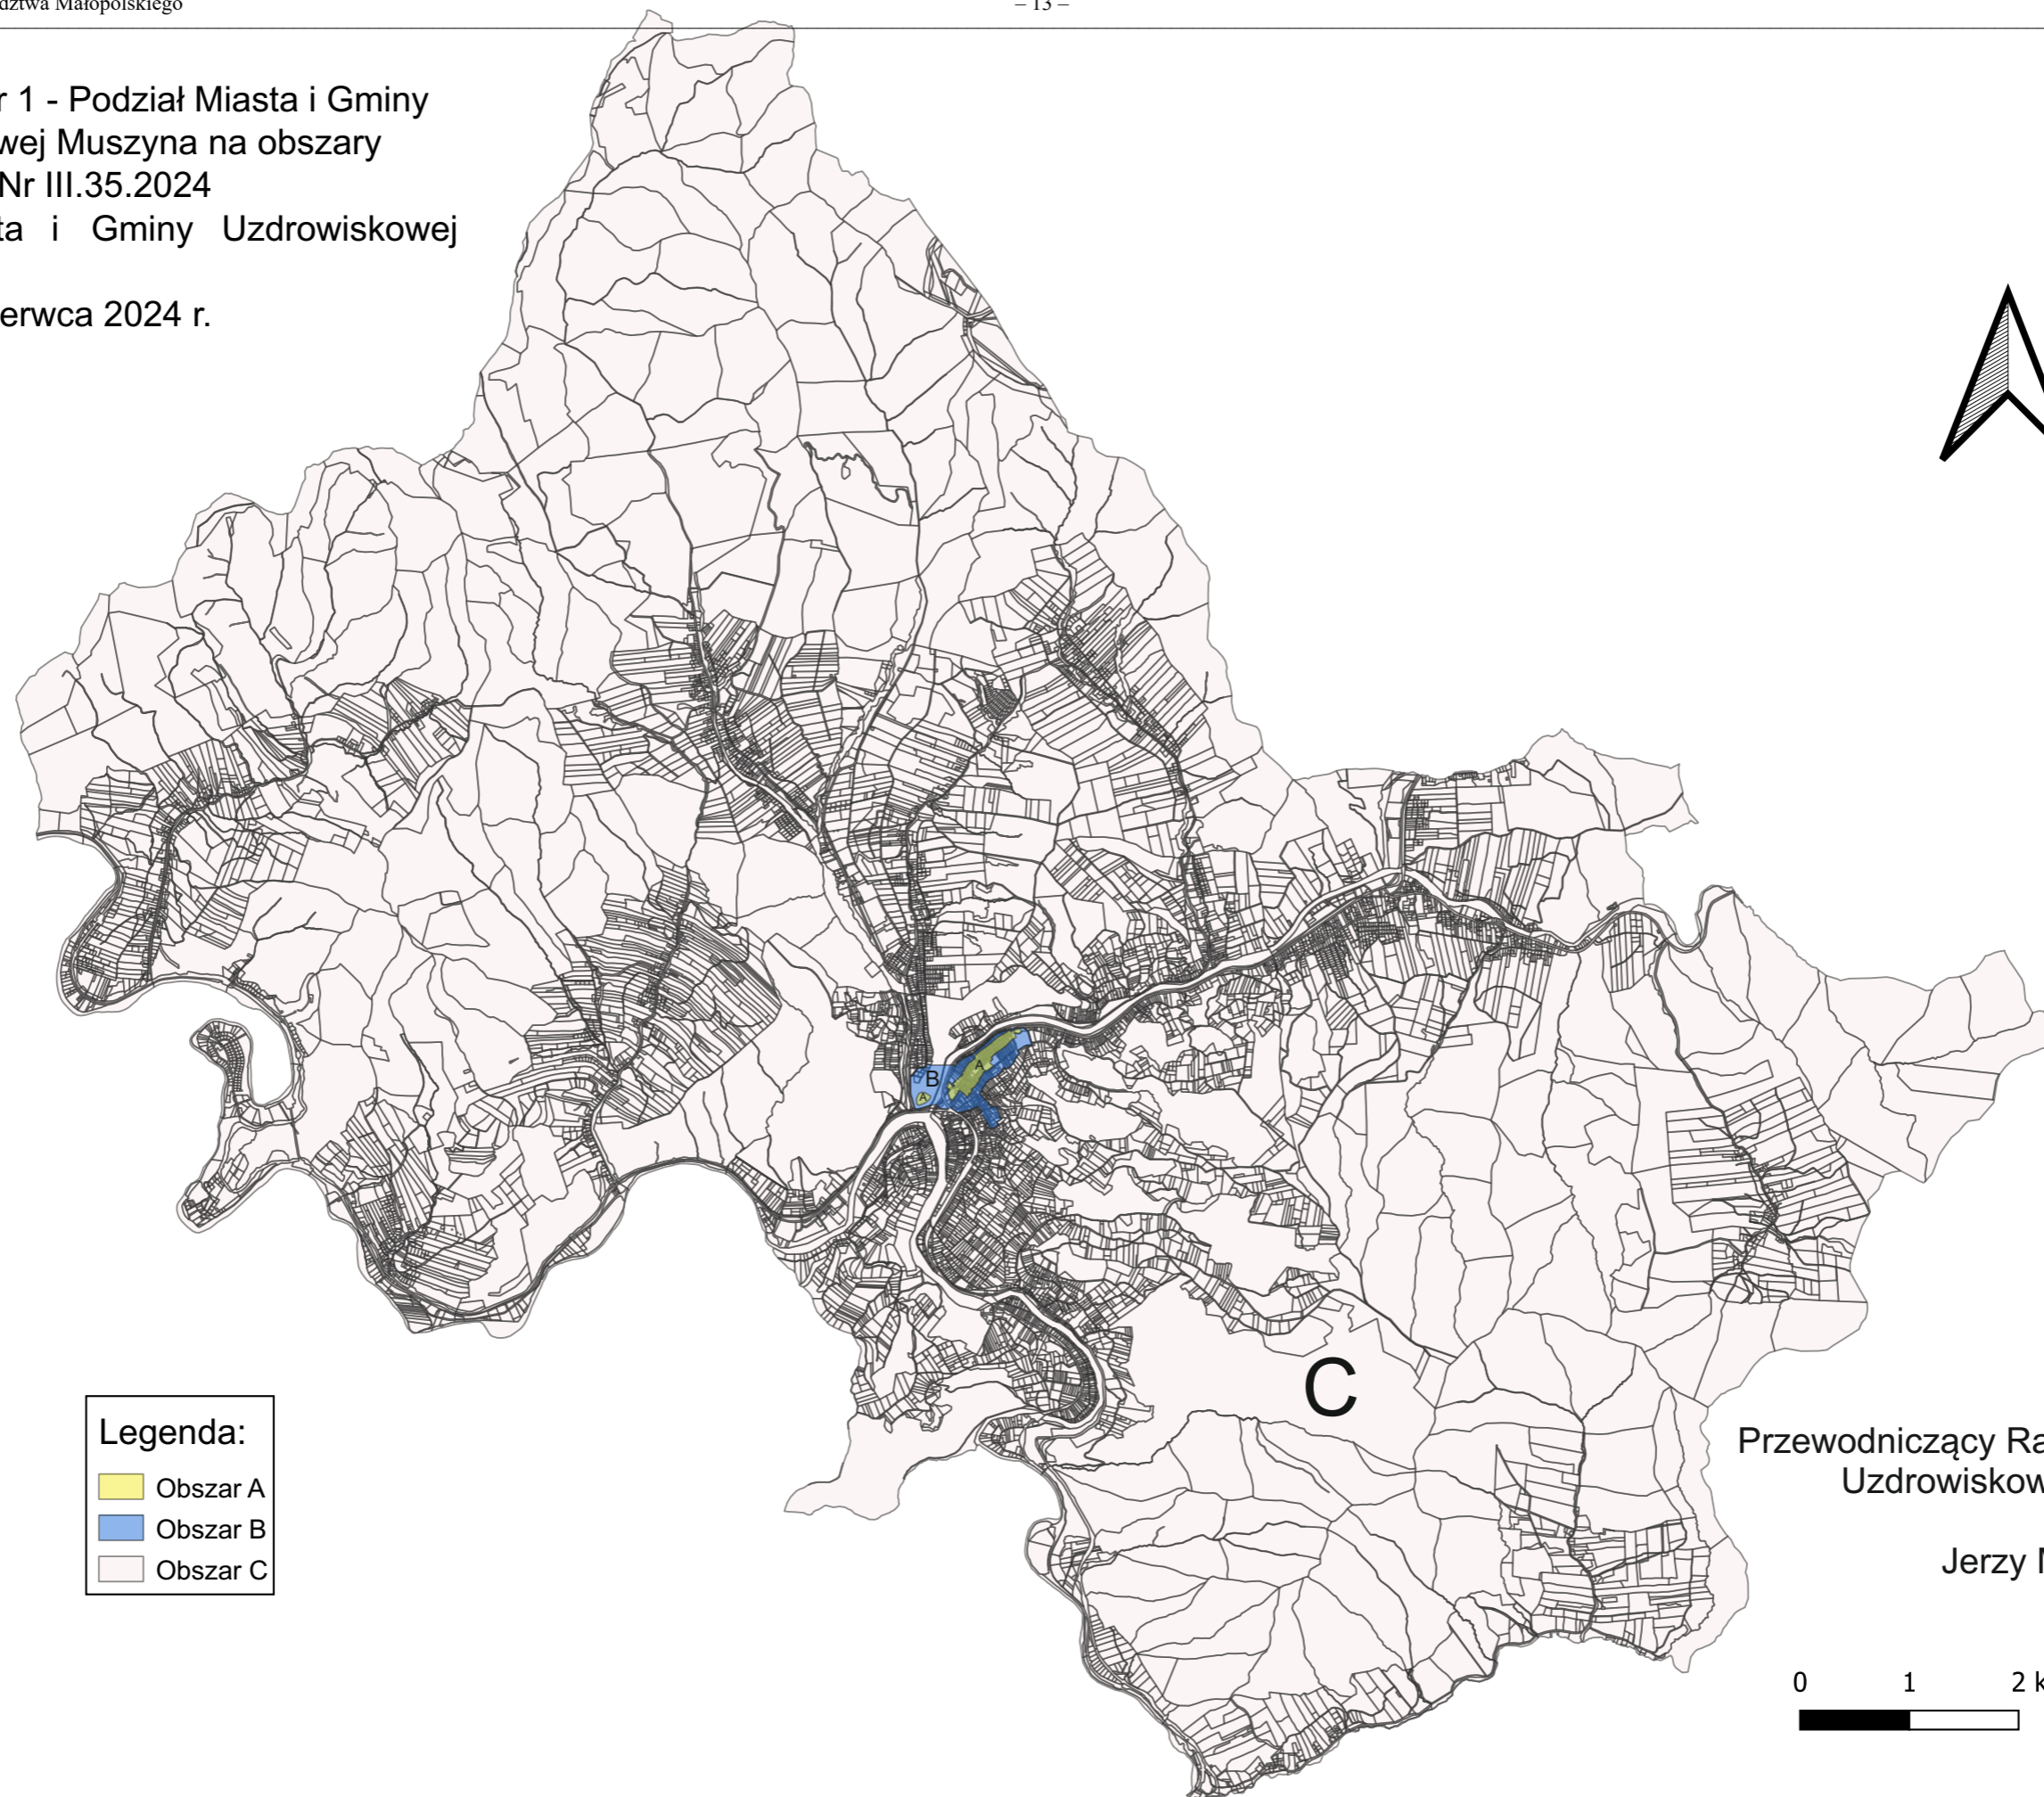 dztwa Małopolskiego
– 13 –
r 1 - Podział Miasta i Gminy
wej Muszyna na obszary
Nr III.35.2024
ta i Gminy Uzdrowiskowej
erwca 2024 r.
B
A
A
C
Legenda:
Obszar A
Obszar B
Obszar C
Przewodniczący Ra
Uzdrowiskow
Jerzy
0 1 2 k